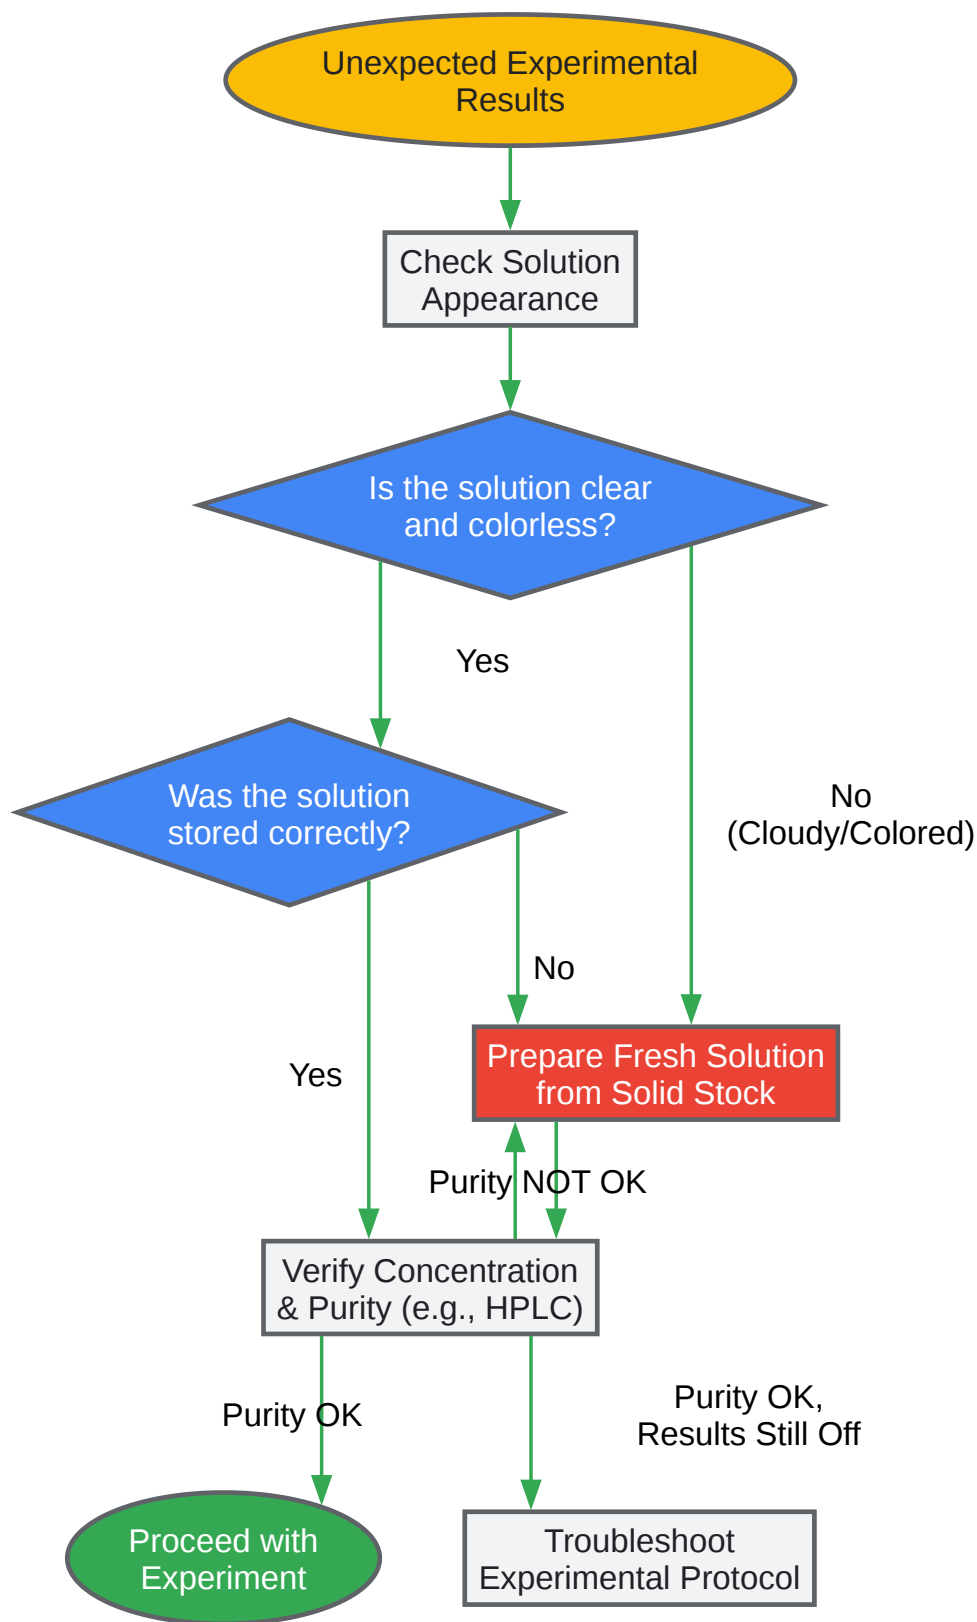 Unexpected Experimental
Results
Check Solution
Appearance
Is the solution clear
and colorless?
Yes
Was the solution
stored correctly?
No
(Cloudy/Colored)
No
Prepare Fresh Solution
from Solid Stock
Yes
Purity NOT OK
Verify Concentration
& Purity (e.g., HPLC)
Purity OK
Purity OK,
Results Still Off
Proceed with
Experiment
Troubleshoot
Experimental Protocol